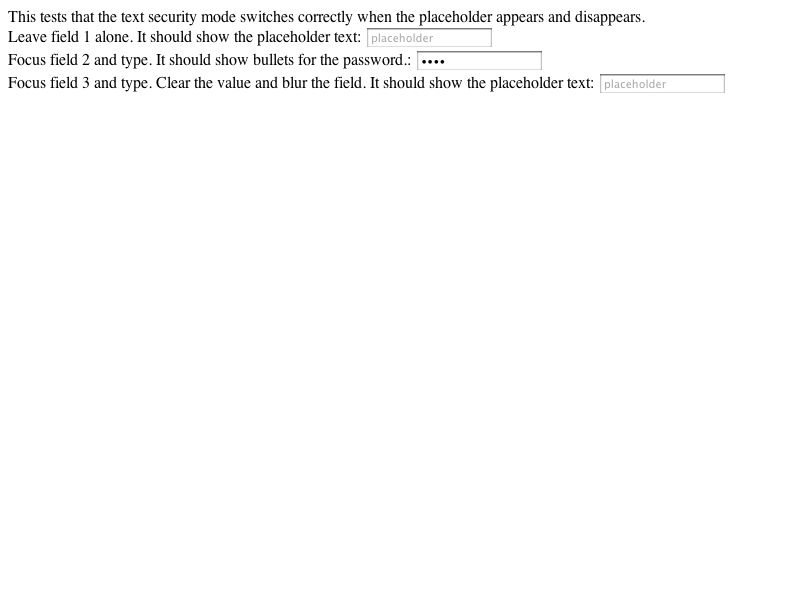 This tests that the text security mode switches correctly when the placeholder appears and disappears.
Leave field 1 alone. It should show the placeholder text: placeholder
Focus field 2 and type. It should show bullets for the password.: ••••
Focus field 3 and type. Clear the value and blur the field. It should show the placeholder text: placeholder